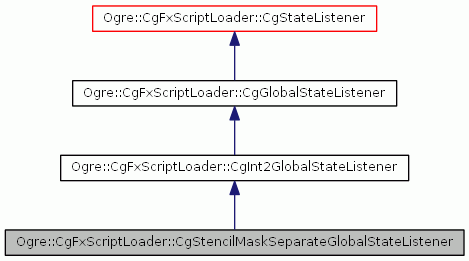 Ogre::CgFxScriptLoader::CgStateListener
Ogre::CgFxScriptLoader::CgGlobalStateListener
Ogre::CgFxScriptLoader::CgInt2GlobalStateListener
Ogre::CgFxScriptLoader::CgStencilMaskSeparateGlobalStateListener